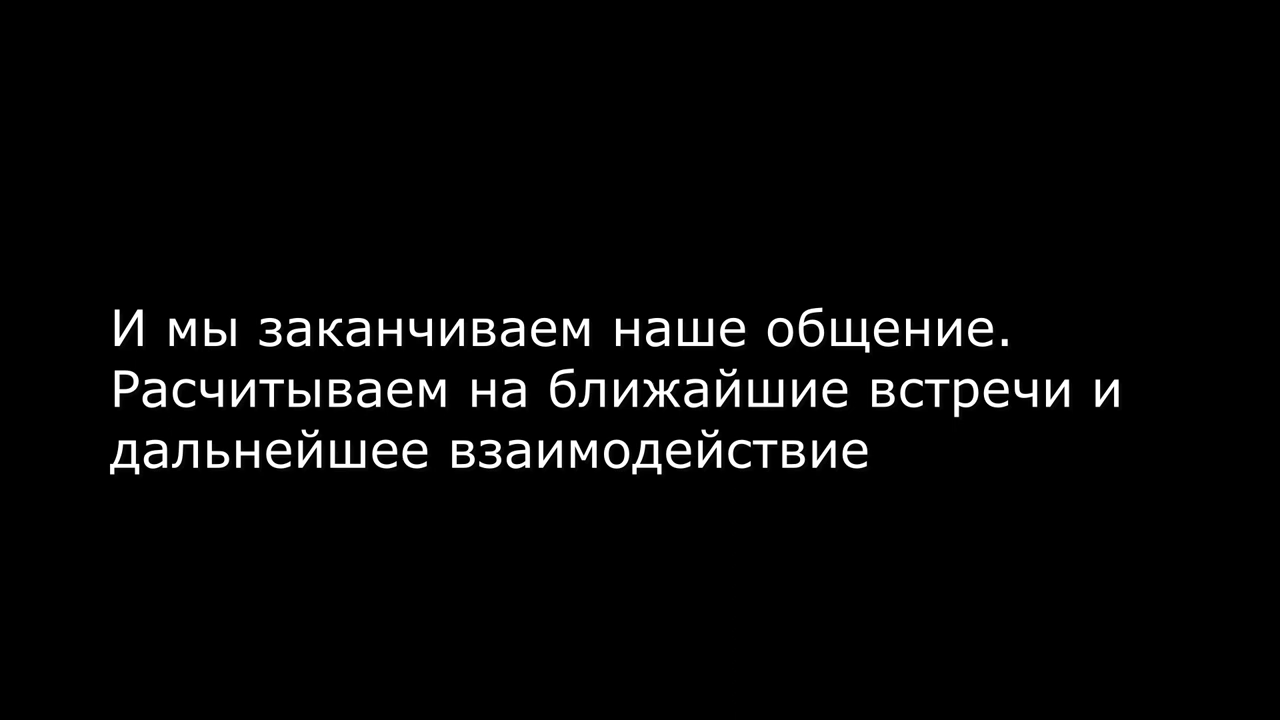 И мы заканчиваем наше общение.
Расчитываем на ближайшие встречи и
дальнейшее взаимодействие